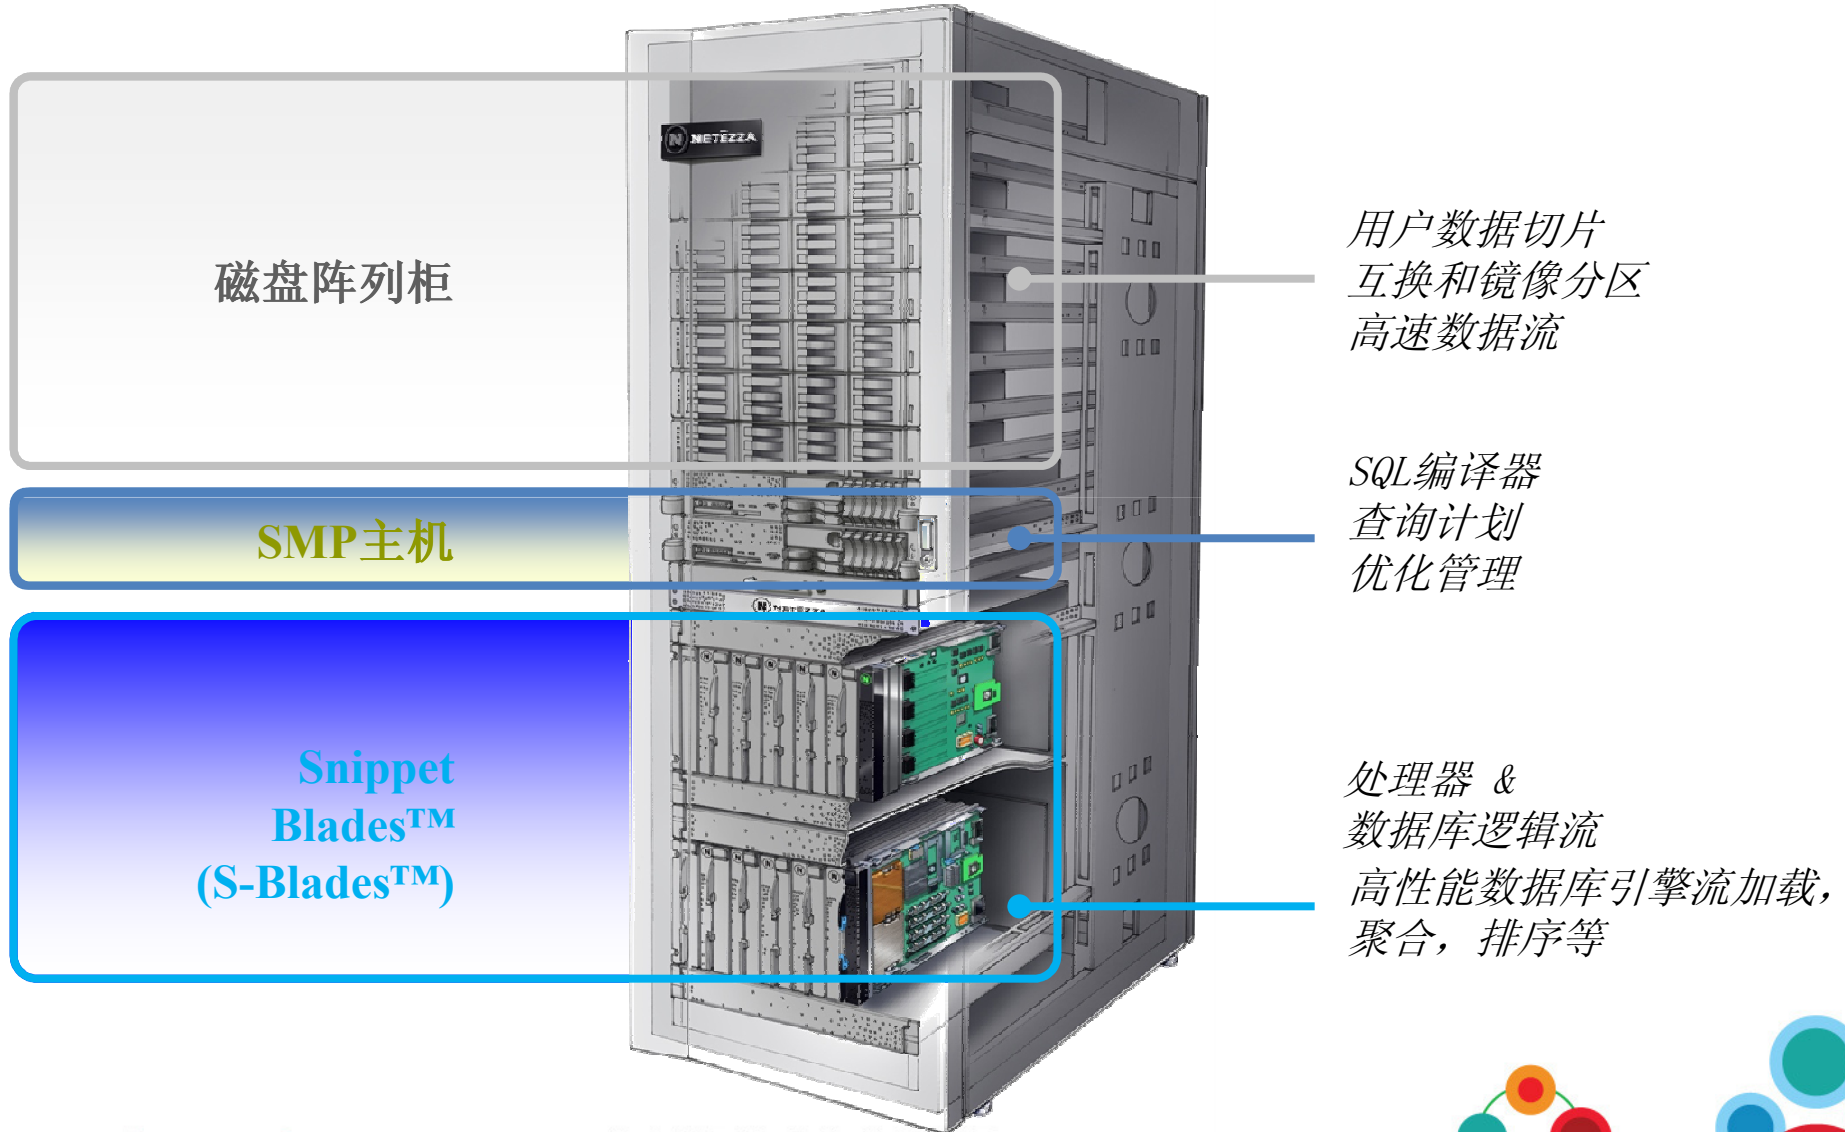 NETEZZA
磁盘阵列柜
用户数据切片
互换和镜像分区
高速数据流
SMP主机
SQL编译器
查询计划
优化管理
NETEZZA
Snippet
Blades™
(S-Blades™)
处理器 &
数据库逻辑流
高性能数据库引擎流加载，
聚合，排序等